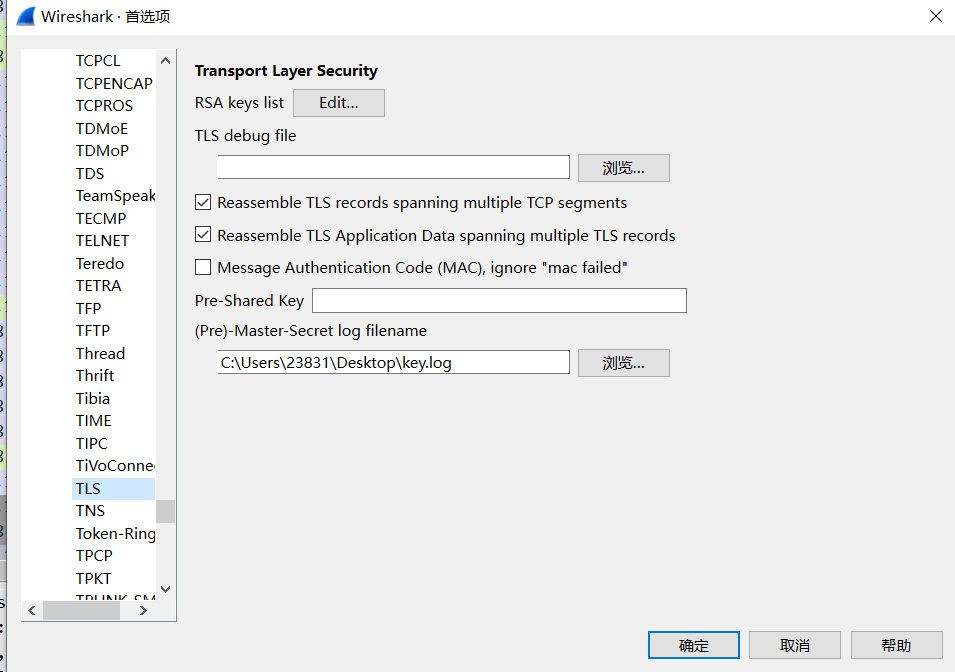 Wireshark · 首选项
TCPCL
TCPENCAP
TCPROS
TDMoE
TDMoP
TDS
TeamSpeak
TECMP
TELNET
Teredo
TETRA
TFP
TFTP
Thread
Thrift
Tibia
TIME
TIPC
TiVoConne
TLS
TNS
Token-Ring
TPCP
TPKT
Transport Layer Security
RSA keys list Edit...
TLS debug file
浏览...
Reassemble TLS records spanning multiple TCP segments
Reassemble TLS Application Data spanning multiple TLS records
Message Authentication Code (MAC), ignore "mac failed"
Pre-Shared Key
(Pre)-Master-Secret log filename
C:\Users\23831\Desktop\key.log 浏览...
确定 取消 帮助